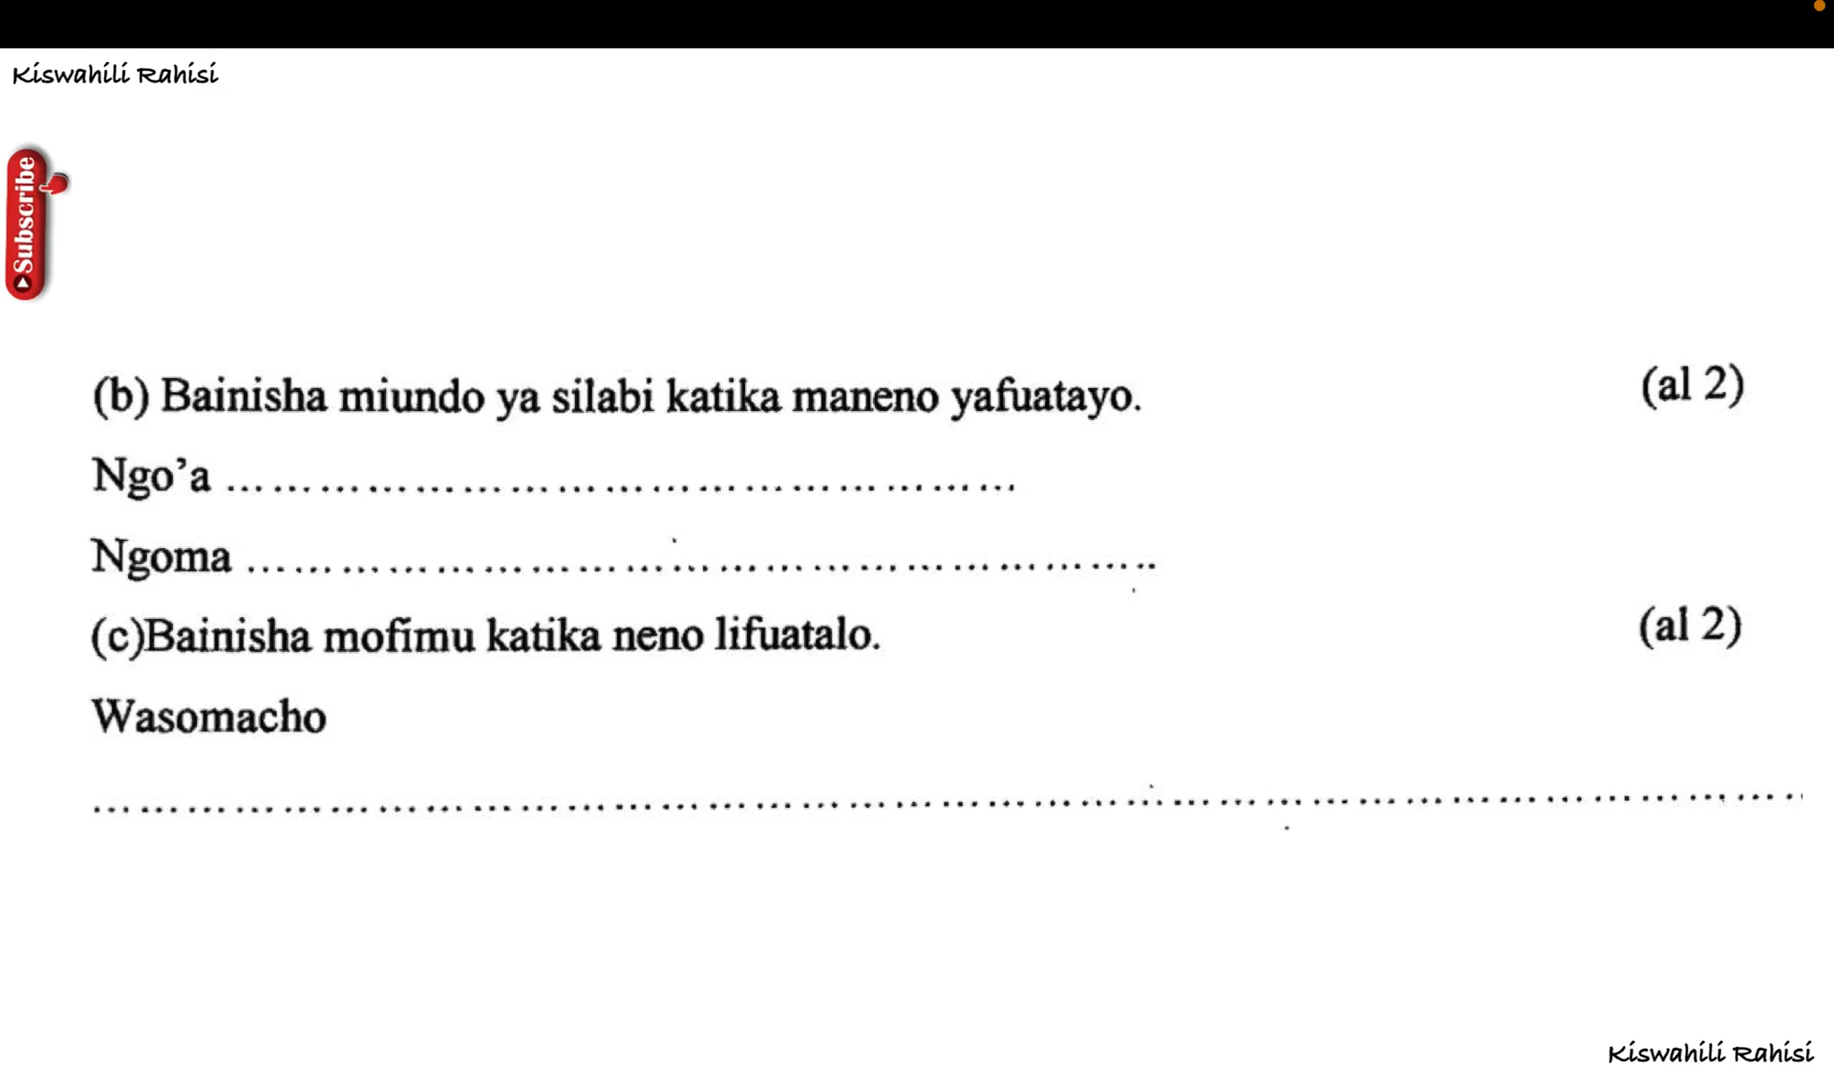 Kiswahili Rahisi
Subscribe
(b) Bainisha miundo ya silabi katika maneno yafuatayo. (al 2)
Ngo’a ………………………………………………
Ngoma ………………………………………………………
(c)Bainisha mofimu katika neno lifuatalo. (al 2)
Wasomacho
………………………………………………………………………………………………………
Kiswahili Rahisi